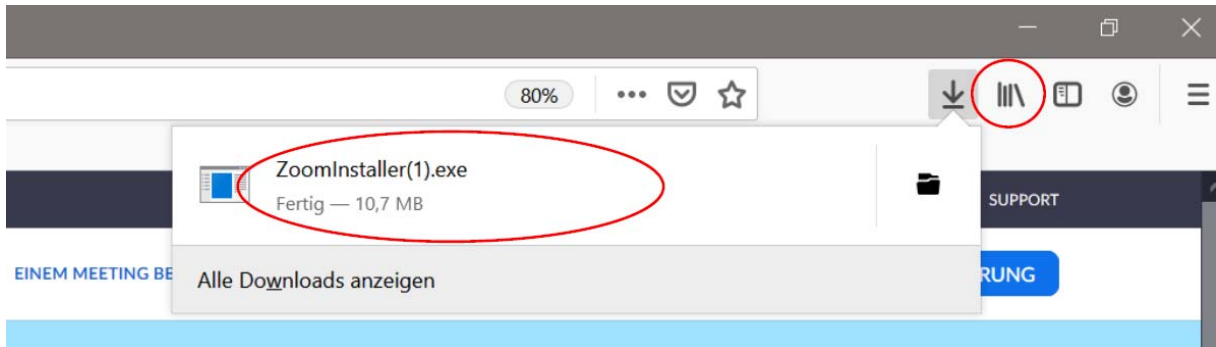 80%
ZoomInstaller(1).exe
Fertig — 10,7 MB
SUPPORT
EINEM MEETING BE
RUNG
Alle Downloads anzeigen